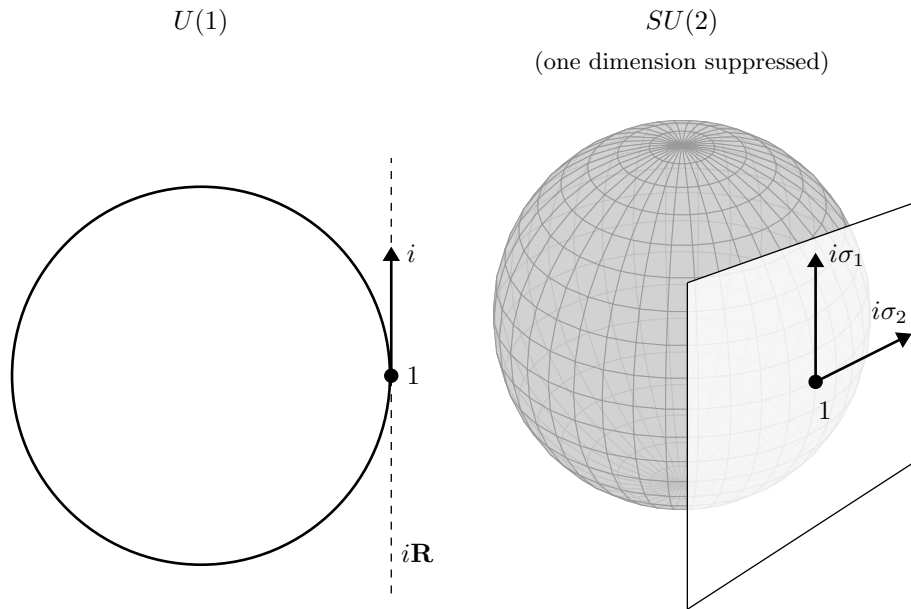 U(1)
i
1
iR
SU(2)
(one dimension suppressed)
iσ₁
iσ₂
1